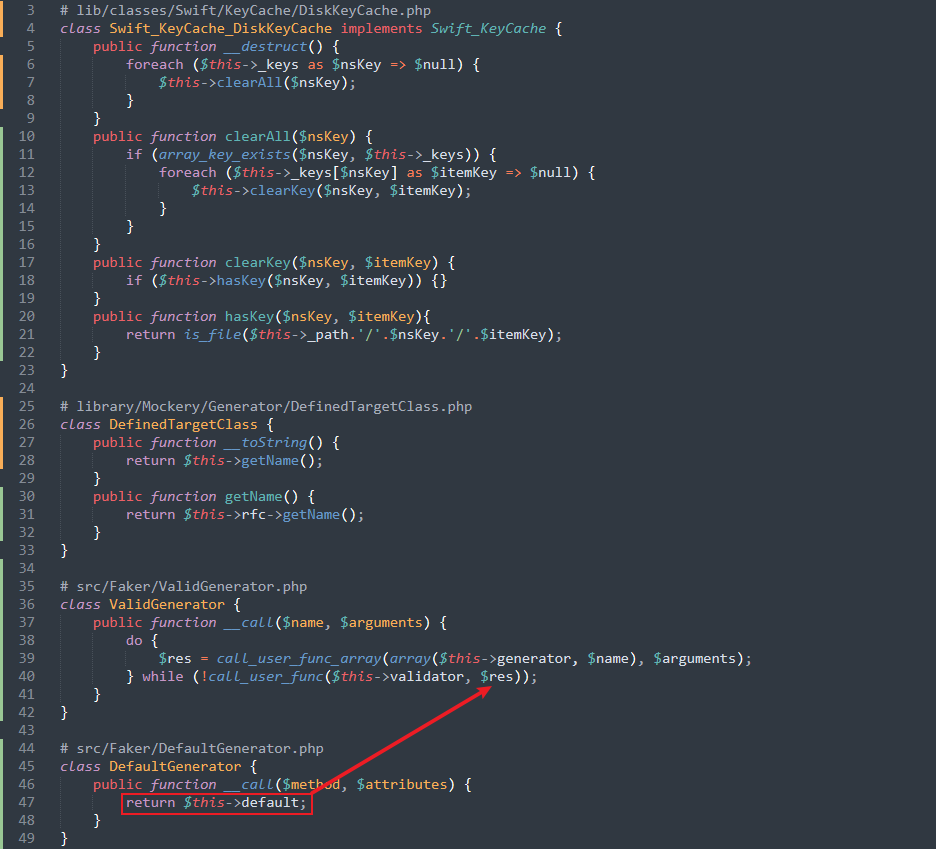 3 # lib/classes/Swift/KeyCache/DiskKeyCache.php
4 class Swift_KeyCache_DiskKeyCache implements Swift_KeyCache {
5     public function __destruct() {
6         foreach ($this->_keys as $nsKey => $null) {
7             $this->clearAll($nsKey);
8         }
9     }
10     public function clearAll($nsKey) {
11         if (array_key_exists($nsKey, $this->_keys)) {
12             foreach ($this->_keys[$nsKey] as $itemKey => $null) {
13                 $this->clearKey($nsKey, $itemKey);
14             }
15         }
16     }
17     public function clearKey($nsKey, $itemKey) {
18         if ($this->hasKey($nsKey, $itemKey)) {}
19     }
20     public function hasKey($nsKey, $itemKey){
21         return is_file($this->_path.'/'.$nsKey.'/'.$itemKey);
22     }
23 }
24
25 # library/Mockery/Generator/DefinedTargetClass.php
26 class DefinedTargetClass {
27     public function __toString() {
28         return $this->getName();
29     }
30     public function getName() {
31         return $this->rfc->getName();
32     }
33 }
34
35 # src/Faker/ValidGenerator.php
36 class ValidGenerator {
37     public function __call($name, $arguments) {
38         do {
39             $res = call_user_func_array(array($this->generator, $name), $arguments);
40         } while (!call_user_func($this->validator, $res));
41     }
42 }
43
44 # src/Faker/DefaultGenerator.php
45 class DefaultGenerator {
46     public function __call($method, $attributes) {
47         return $this->default;
48     }
49 }